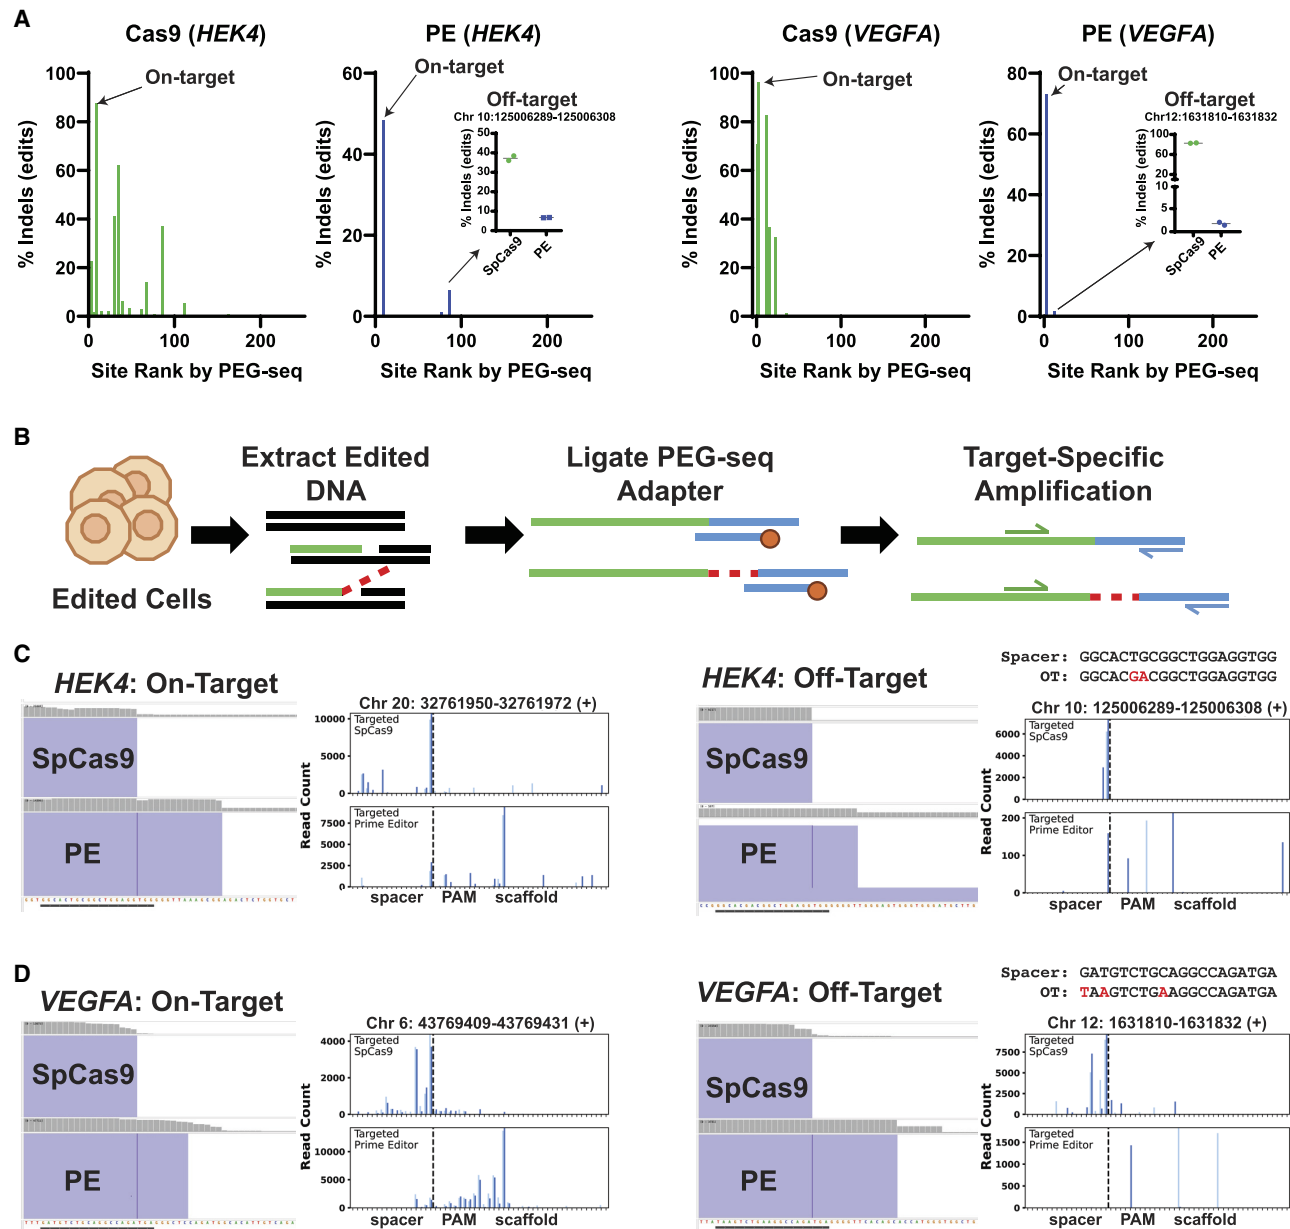 A
Cas9 (HEK4)
PE (HEK4)
Cas9 (VEGFA)
PE (VEGFA)
% Indels (edits)
100
80
60
40
20
0
On-target
0 100 200
Site Rank by PEG-seq
% Indels (edits)
60
40
20
0
On-target
Off-target
Chr 10:125006289-125006308
% Indels (edits)
50
40
30
20
10
0
SpCas9
PE
0 100 200
Site Rank by PEG-seq
% Indels (edits)
100
80
60
40
20
0
On-target
0 100 200
Site Rank by PEG-seq
% Indels (edits)
80
60
40
20
0
On-target
Off-target
Chr12:1631810-1631832
% Indels (edits)
100
60
20
10
5
0
SpCas9
PE
0 100 200
Site Rank by PEG-seq
B
Edited Cells
Extract Edited
DNA
Ligate PEG-seq
Adapter
Target-Specific
Amplification
C
HEK4: On-Target
SpCas9
PE
Chr 20: 32761950-32761972 (+)
Read Count
Targeted
SpCas9
10000
7500
5000
2500
0
Targeted
Prime Editor
7500
5000
2500
0
spacer PAM scaffold
HEK4: Off-Target
Spacer: GGCACTGCGGCTGGAGGTGG
OT: GGCACGACGGCTGGAGGTGG
SpCas9
PE
Chr 10: 125006289-125006308 (+)
Read Count
Targeted
SpCas9
6000
4000
2000
0
Targeted
Prime Editor
200
100
0
spacer PAM scaffold
D
VEGFA: On-Target
SpCas9
PE
Chr 6: 43769409-43769431 (+)
Read Count
Targeted
SpCas9
4000
2000
0
Targeted
Prime Editor
10000
5000
0
spacer PAM scaffold
VEGFA: Off-Target
Spacer: GATGTCTGCAGGCCAGATGA
OT: TAAGTCTGAAGGCCAGATGA
SpCas9
PE
Chr 12: 1631810-1631832 (+)
Read Count
Targeted
SpCas9
7500
5000
2500
0
Targeted
Prime Editor
1500
1000
500
0
spacer PAM scaffold